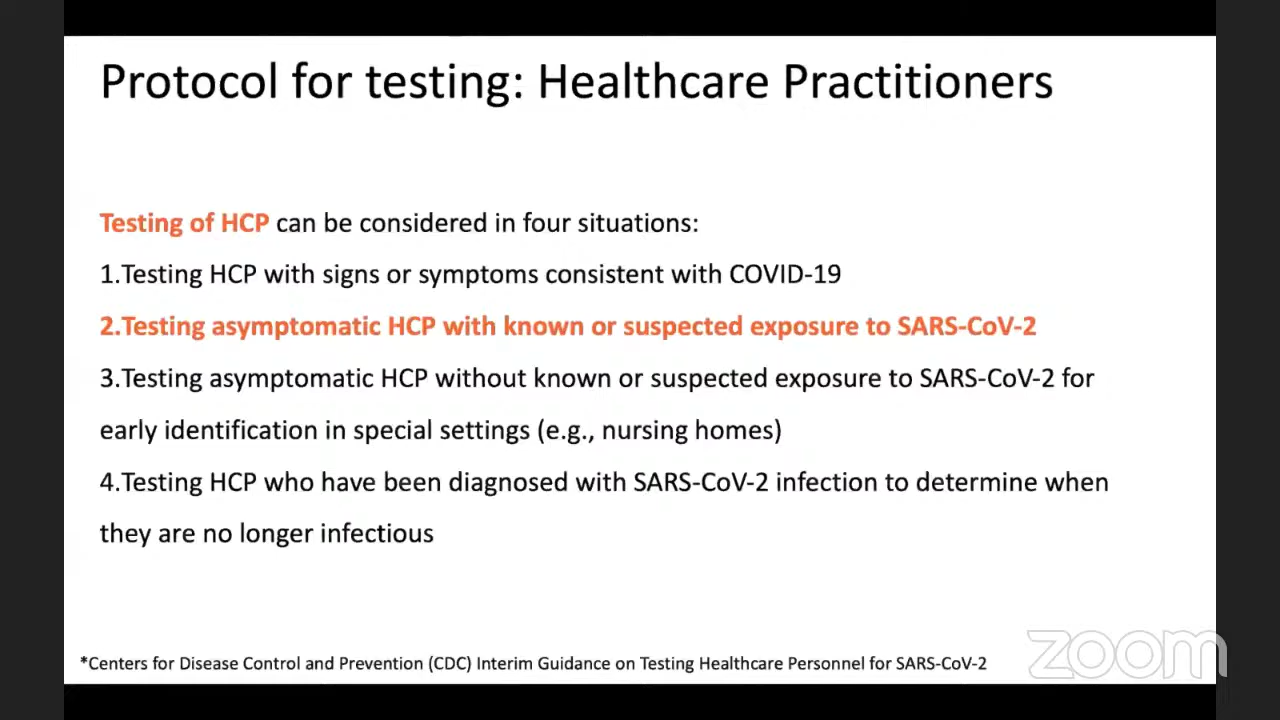 Protocol for testing: Healthcare Practitioners
Testing of HCP can be considered in four situations:
1.Testing HCP with signs or symptoms consistent with COVID-19
2.Testing asymptomatic HCP with known or suspected exposure to SARS-CoV-2
3.Testing asymptomatic HCP without known or suspected exposure to SARS-CoV-2 for
early identification in special settings (e.g., nursing homes)
4.Testing HCP who have been diagnosed with SARS-CoV-2 infection to determine when
they are no longer infectious
*Centers for Disease Control and Prevention (CDC) Interim Guidance on Testing Healthcare Personnel for SARS-CoV-2
zoom